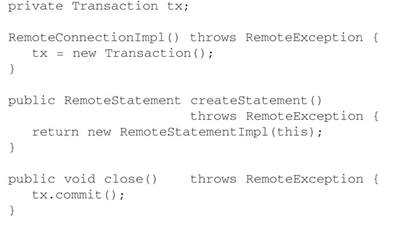 private Transaction tx;
RemoteConnectionImpl() throws RemoteException {
tx = new Transaction();
}
public RemoteStatement createStatement()
throws RemoteException {
return new RemoteStatementImpl(this);
}
public void close() throws RemoteException {
tx.commit();
}